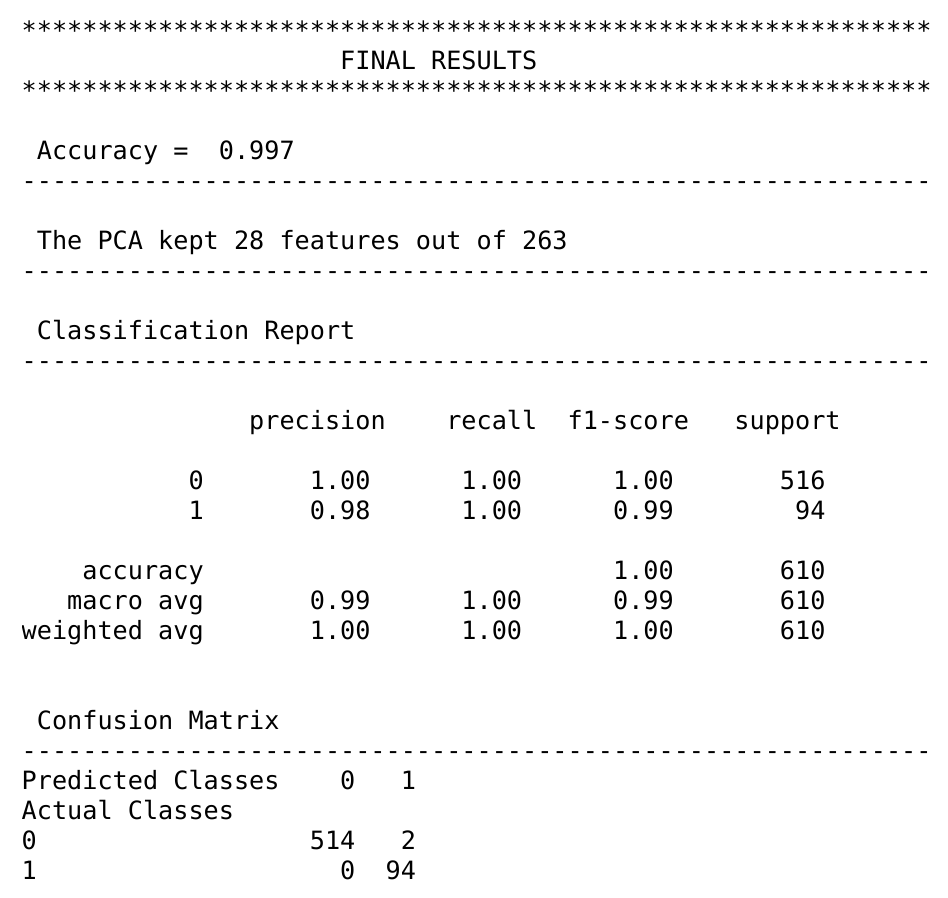 ************************************************************
FINAL RESULTS
************************************************************
Accuracy =  0.997
------------------------------------------------------------
The PCA kept 28 features out of 263
------------------------------------------------------------
Classification Report
------------------------------------------------------------
precision    recall  f1-score   support
0       1.00      1.00      1.00       516
1       0.98      1.00      0.99        94
accuracy                           1.00       610
macro avg       0.99      1.00      0.99       610
weighted avg       1.00      1.00      1.00       610
Confusion Matrix
------------------------------------------------------------
Predicted Classes    0   1
Actual Classes
0                  514   2
1                    0  94